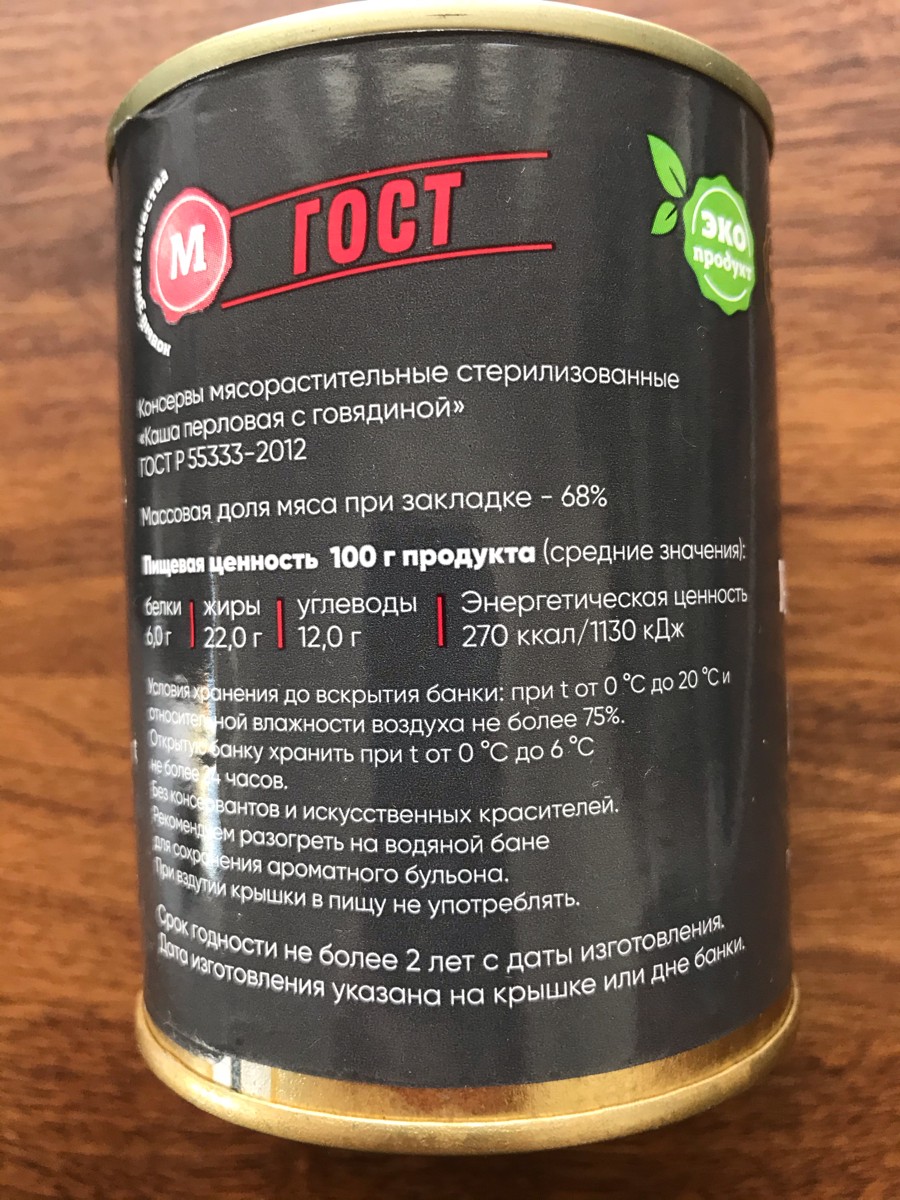 знак качества
М
ГОСТ
ЭКО
продукт
Консервы мясорастительные стерилизованные
«Каша перловая с говядиной»
ГОСТ Р 55333-2012
Массовая доля мяса при закладке - 68%
Пищевая ценность 100 г продукта (средние значения):
белки | жиры | углеводы | Энергетическая ценность
6,0 г | 22,0 г | 12,0 г | 270 ккал/1130 кДж
Условия хранения до вскрытия банки: при t от 0 °C до 20 °C и
относительной влажности воздуха не более 75%.
Открытую банку хранить при t от 0 °C до 6 °C
не более 24 часов.
Без консервантов и искусственных красителей.
Рекомендуем разогреть на водяной бане
для сохранения ароматного бульона.
При вздутии крышки в пищу не употреблять.
Срок годности не более 2 лет с даты изготовления.
Дата изготовления указана на крышке или дне банки.